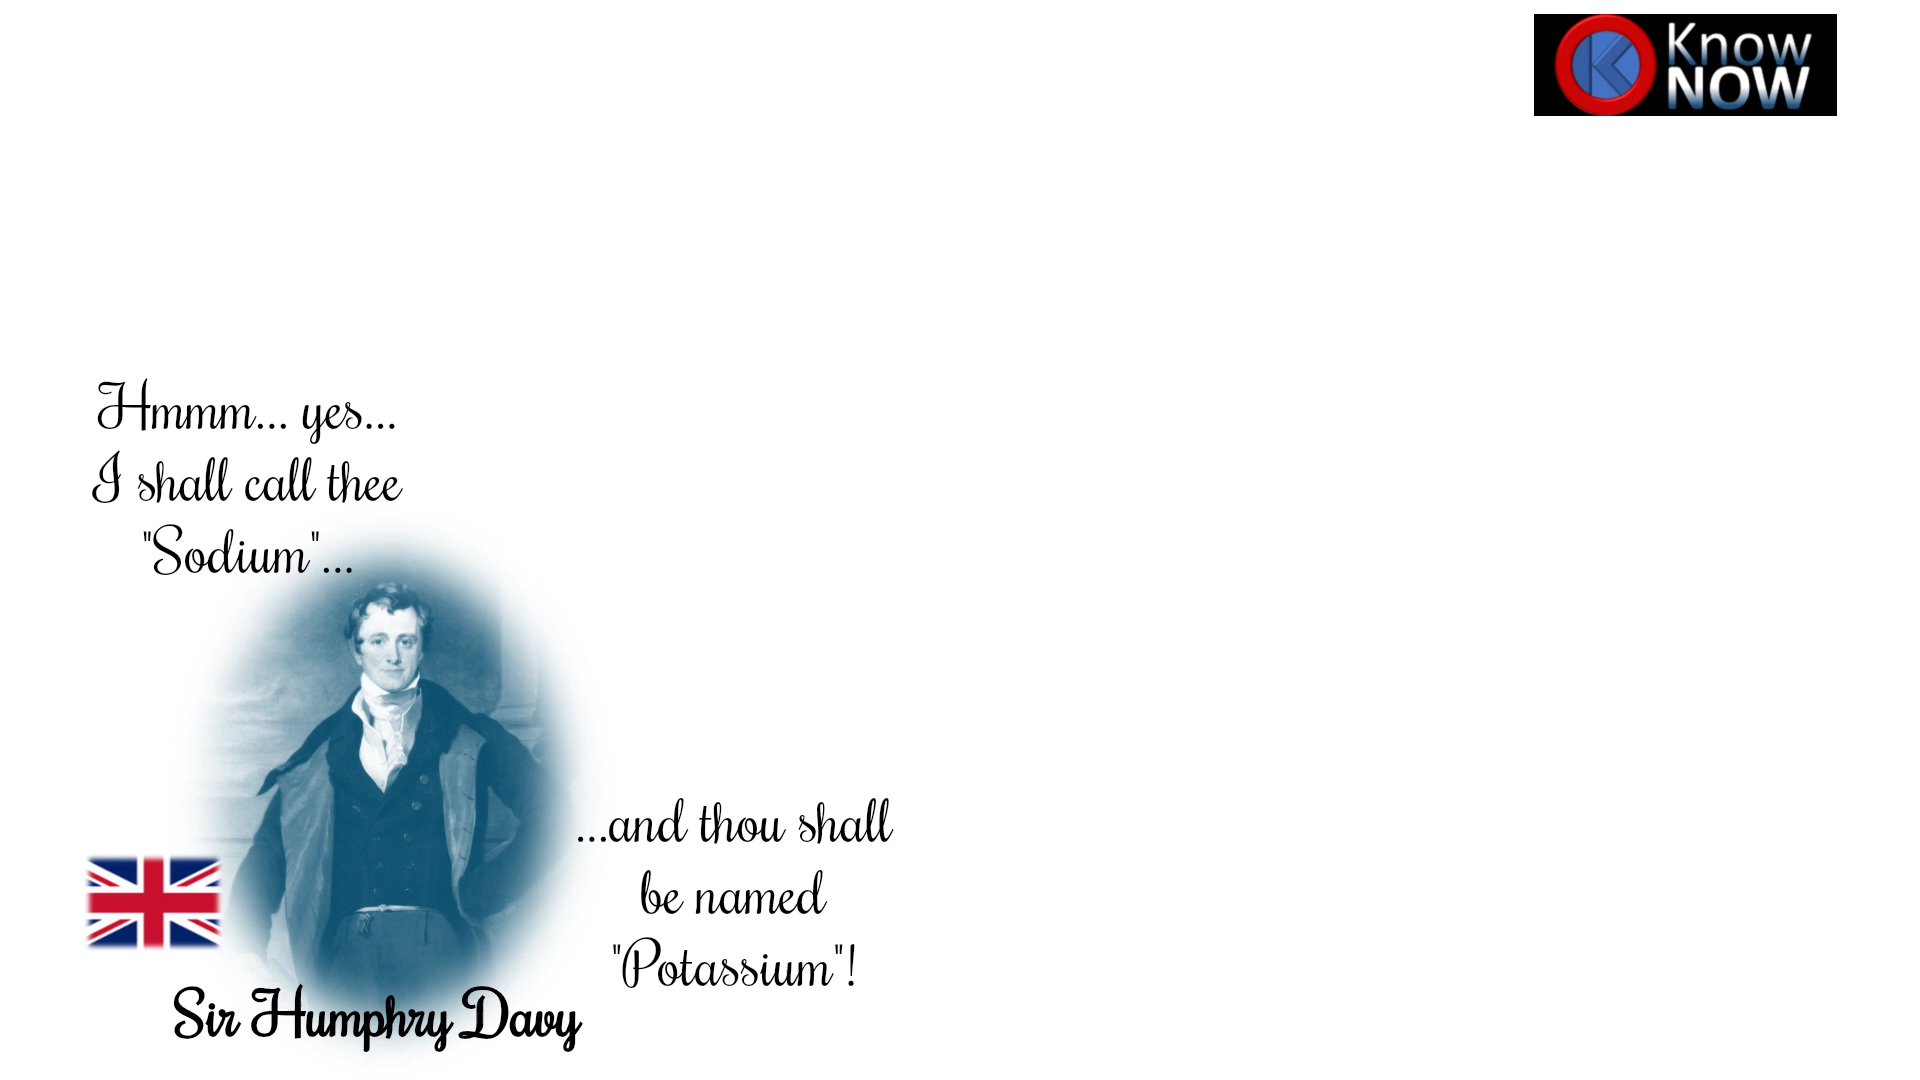 Know
NOW
Hmmm... yes...
I shall call thee
"Sodium"...
...and thou shall
be named
"Potassium"!
Sir Humphry Davy